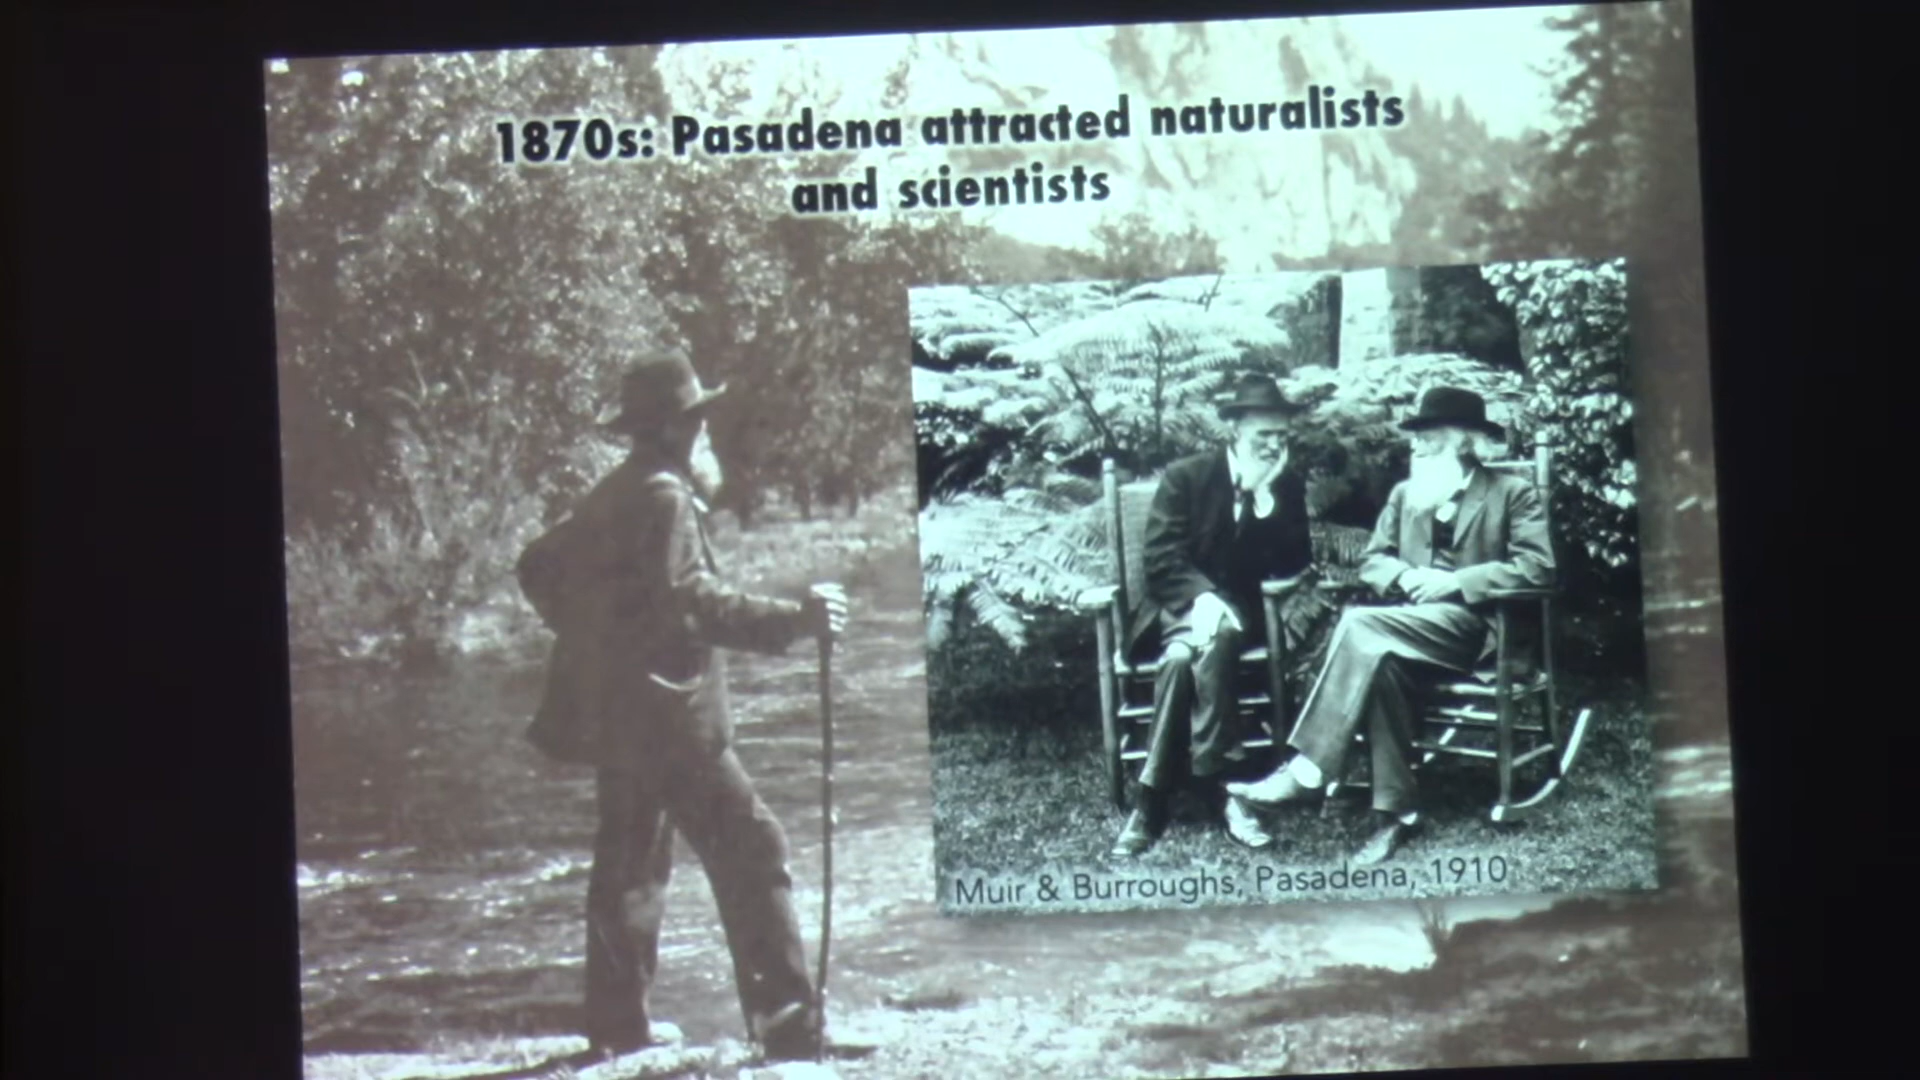 1870s: Pasadena attracted naturalists
and scientists
Muir & Burroughs, Pasadena, 1910